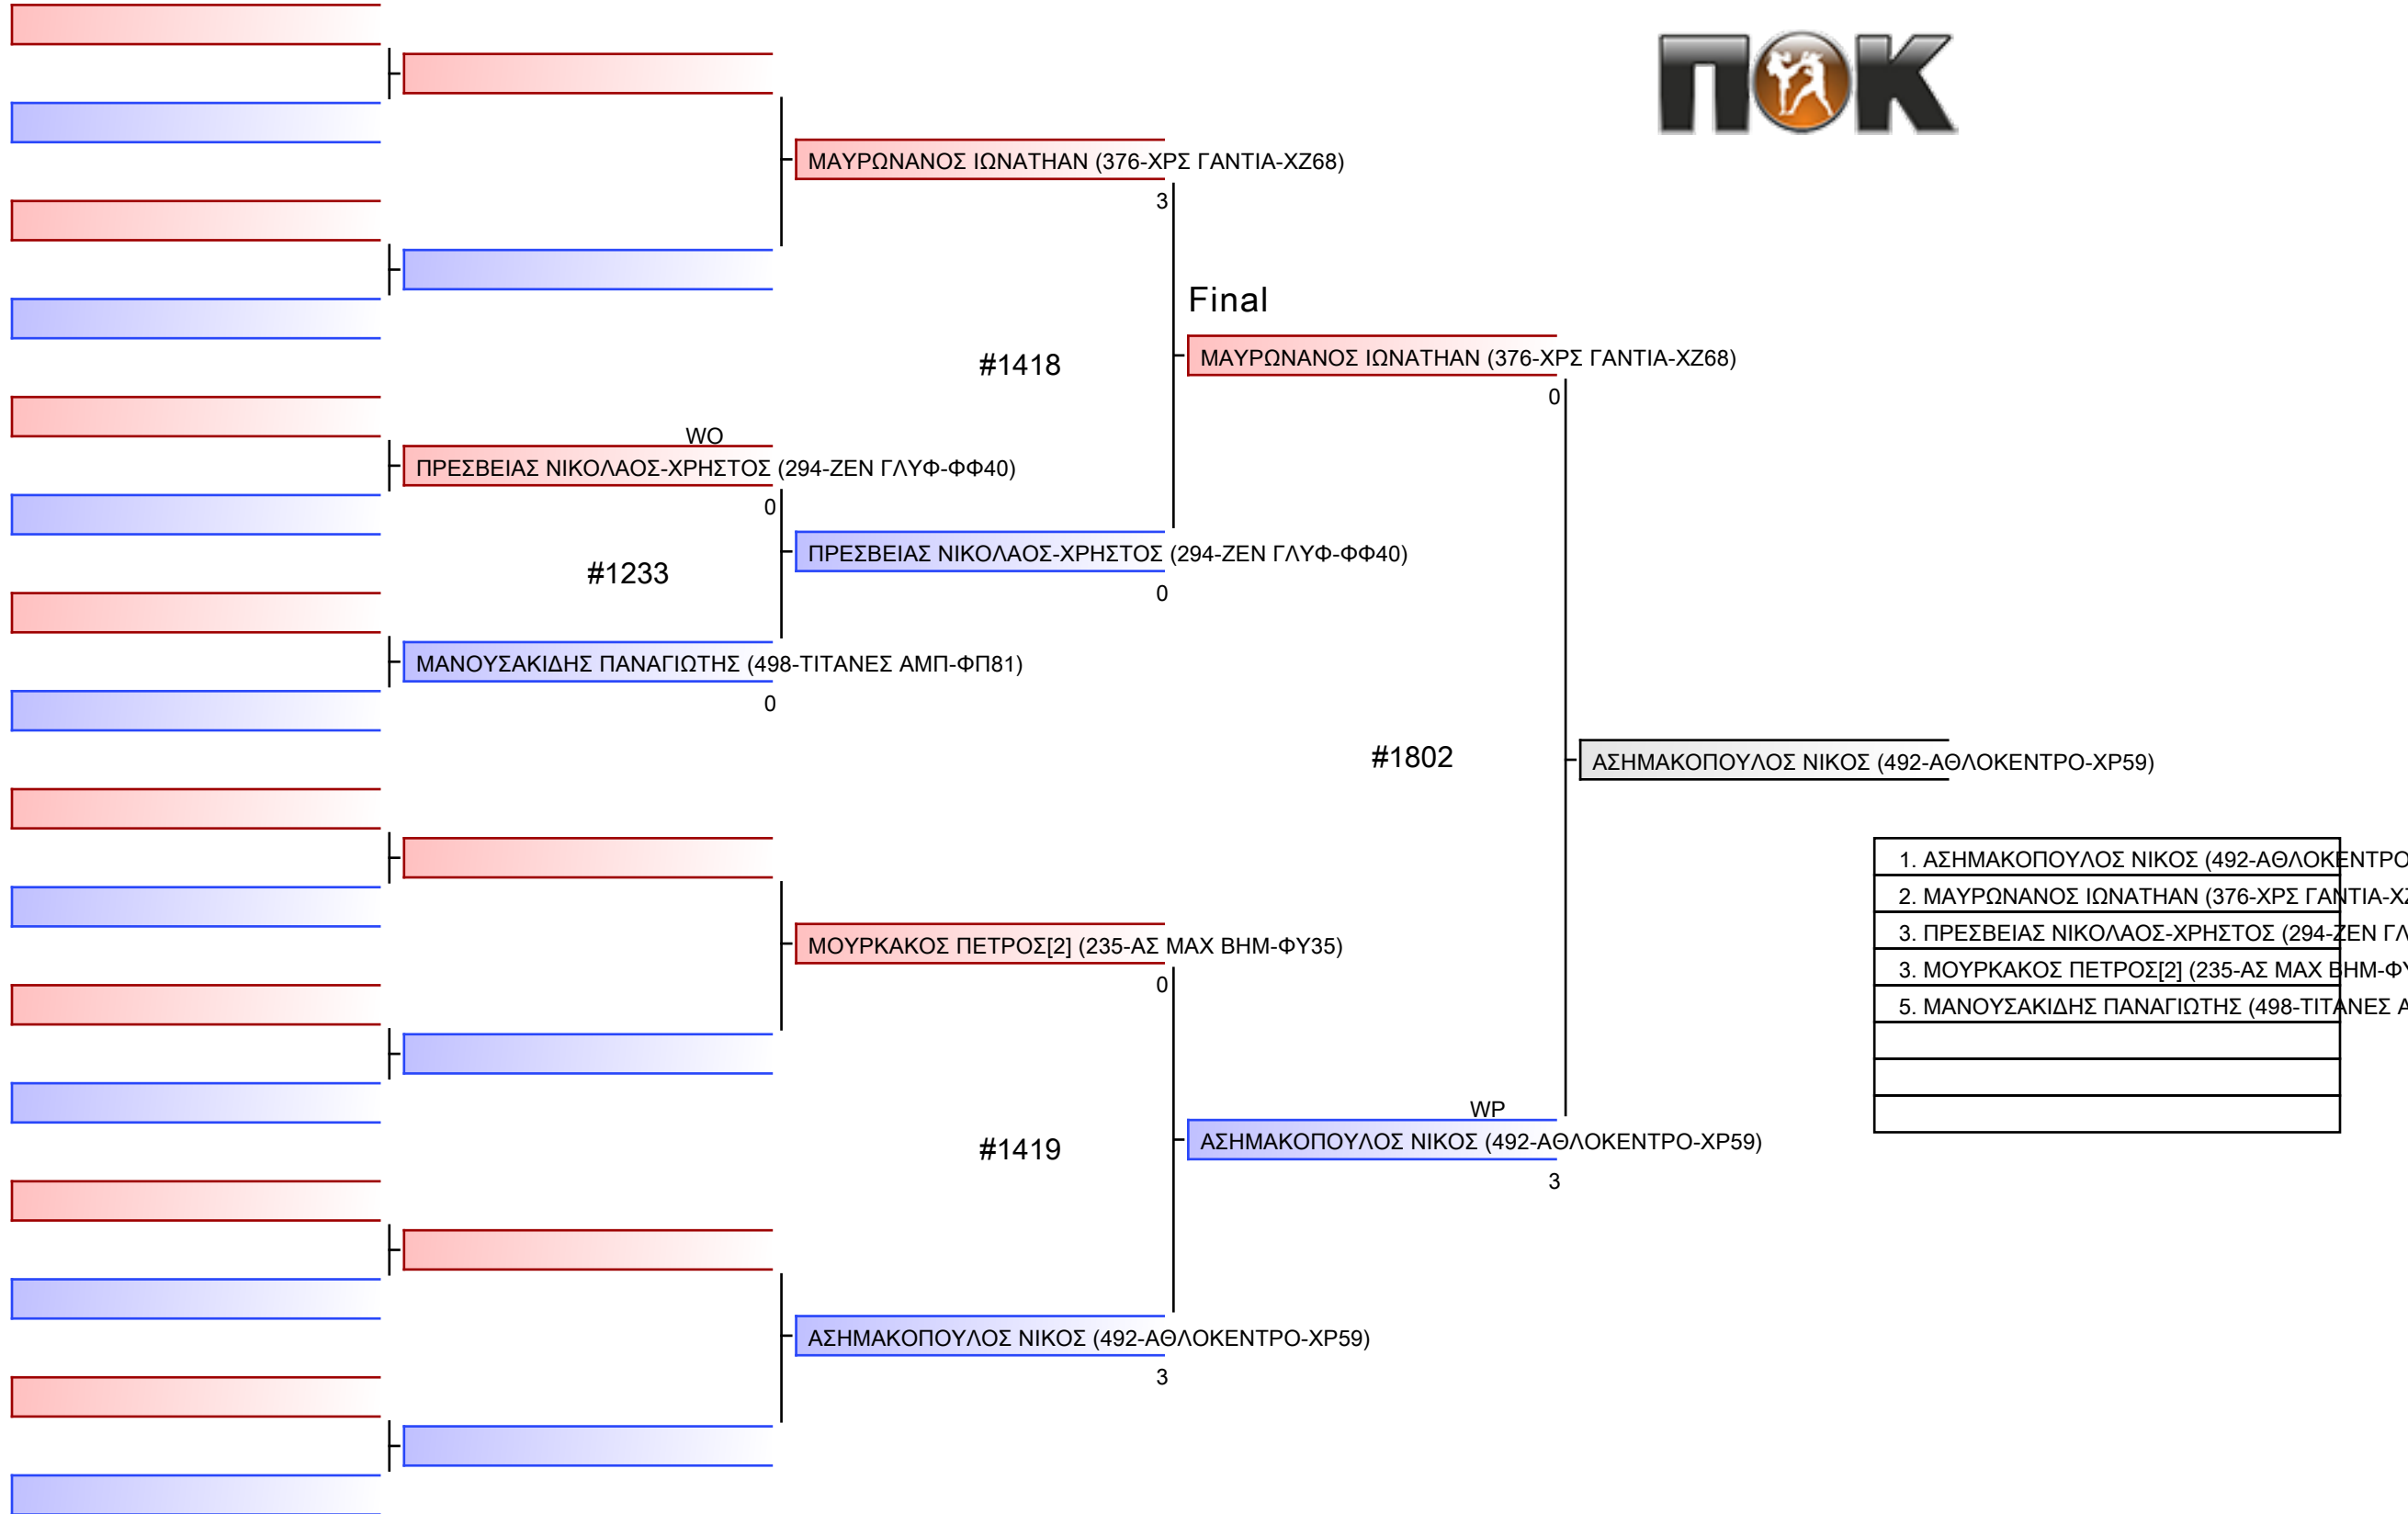 ΠΟΚ
ΜΑΥΡΩΝΑΝΟΣ ΙΩΝΑΤΗΑΝ (376-ΧΡΣ ΓΑΝΤΙΑ-ΧΖ68)
3
Final
#1418
ΜΑΥΡΩΝΑΝΟΣ ΙΩΝΑΤΗΑΝ (376-ΧΡΣ ΓΑΝΤΙΑ-ΧΖ68)
0
WO
ΠΡΕΣΒΕΙΑΣ ΝΙΚΟΛΑΟΣ-ΧΡΗΣΤΟΣ (294-ΖΕΝ ΓΛΥΦ-ΦΦ40)
0
#1233
ΠΡΕΣΒΕΙΑΣ ΝΙΚΟΛΑΟΣ-ΧΡΗΣΤΟΣ (294-ΖΕΝ ΓΛΥΦ-ΦΦ40)
0
ΜΑΝΟΥΣΑΚΙΔΗΣ ΠΑΝΑΓΙΩΤΗΣ (498-ΤΙΤΑΝΕΣ ΑΜΠ-ΦΠ81)
0
#1802
ΑΣΗΜΑΚΟΠΟΥΛΟΣ ΝΙΚΟΣ (492-ΑΘΛΟΚΕΝΤΡΟ-ΧΡ59)
ΜΟΥΡΚΑΚΟΣ ΠΕΤΡΟΣ[2] (235-ΑΣ ΜΑΧ ΒΗΜ-ΦΥ35)
0
#1419
WP
ΑΣΗΜΑΚΟΠΟΥΛΟΣ ΝΙΚΟΣ (492-ΑΘΛΟΚΕΝΤΡΟ-ΧΡ59)
3
ΑΣΗΜΑΚΟΠΟΥΛΟΣ ΝΙΚΟΣ (492-ΑΘΛΟΚΕΝΤΡΟ-ΧΡ59)
3
1. ΑΣΗΜΑΚΟΠΟΥΛΟΣ ΝΙΚΟΣ (492-ΑΘΛΟΚΕΝΤΡΟ
2. ΜΑΥΡΩΝΑΝΟΣ ΙΩΝΑΤΗΑΝ (376-ΧΡΣ ΓΑΝΤΙΑ-ΧΖ
3. ΠΡΕΣΒΕΙΑΣ ΝΙΚΟΛΑΟΣ-ΧΡΗΣΤΟΣ (294-ΖΕΝ ΓΛ
3. ΜΟΥΡΚΑΚΟΣ ΠΕΤΡΟΣ[2] (235-ΑΣ ΜΑΧ ΒΗΜ-ΦΥ
5. ΜΑΝΟΥΣΑΚΙΔΗΣ ΠΑΝΑΓΙΩΤΗΣ (498-ΤΙΤΑΝΕΣ Α